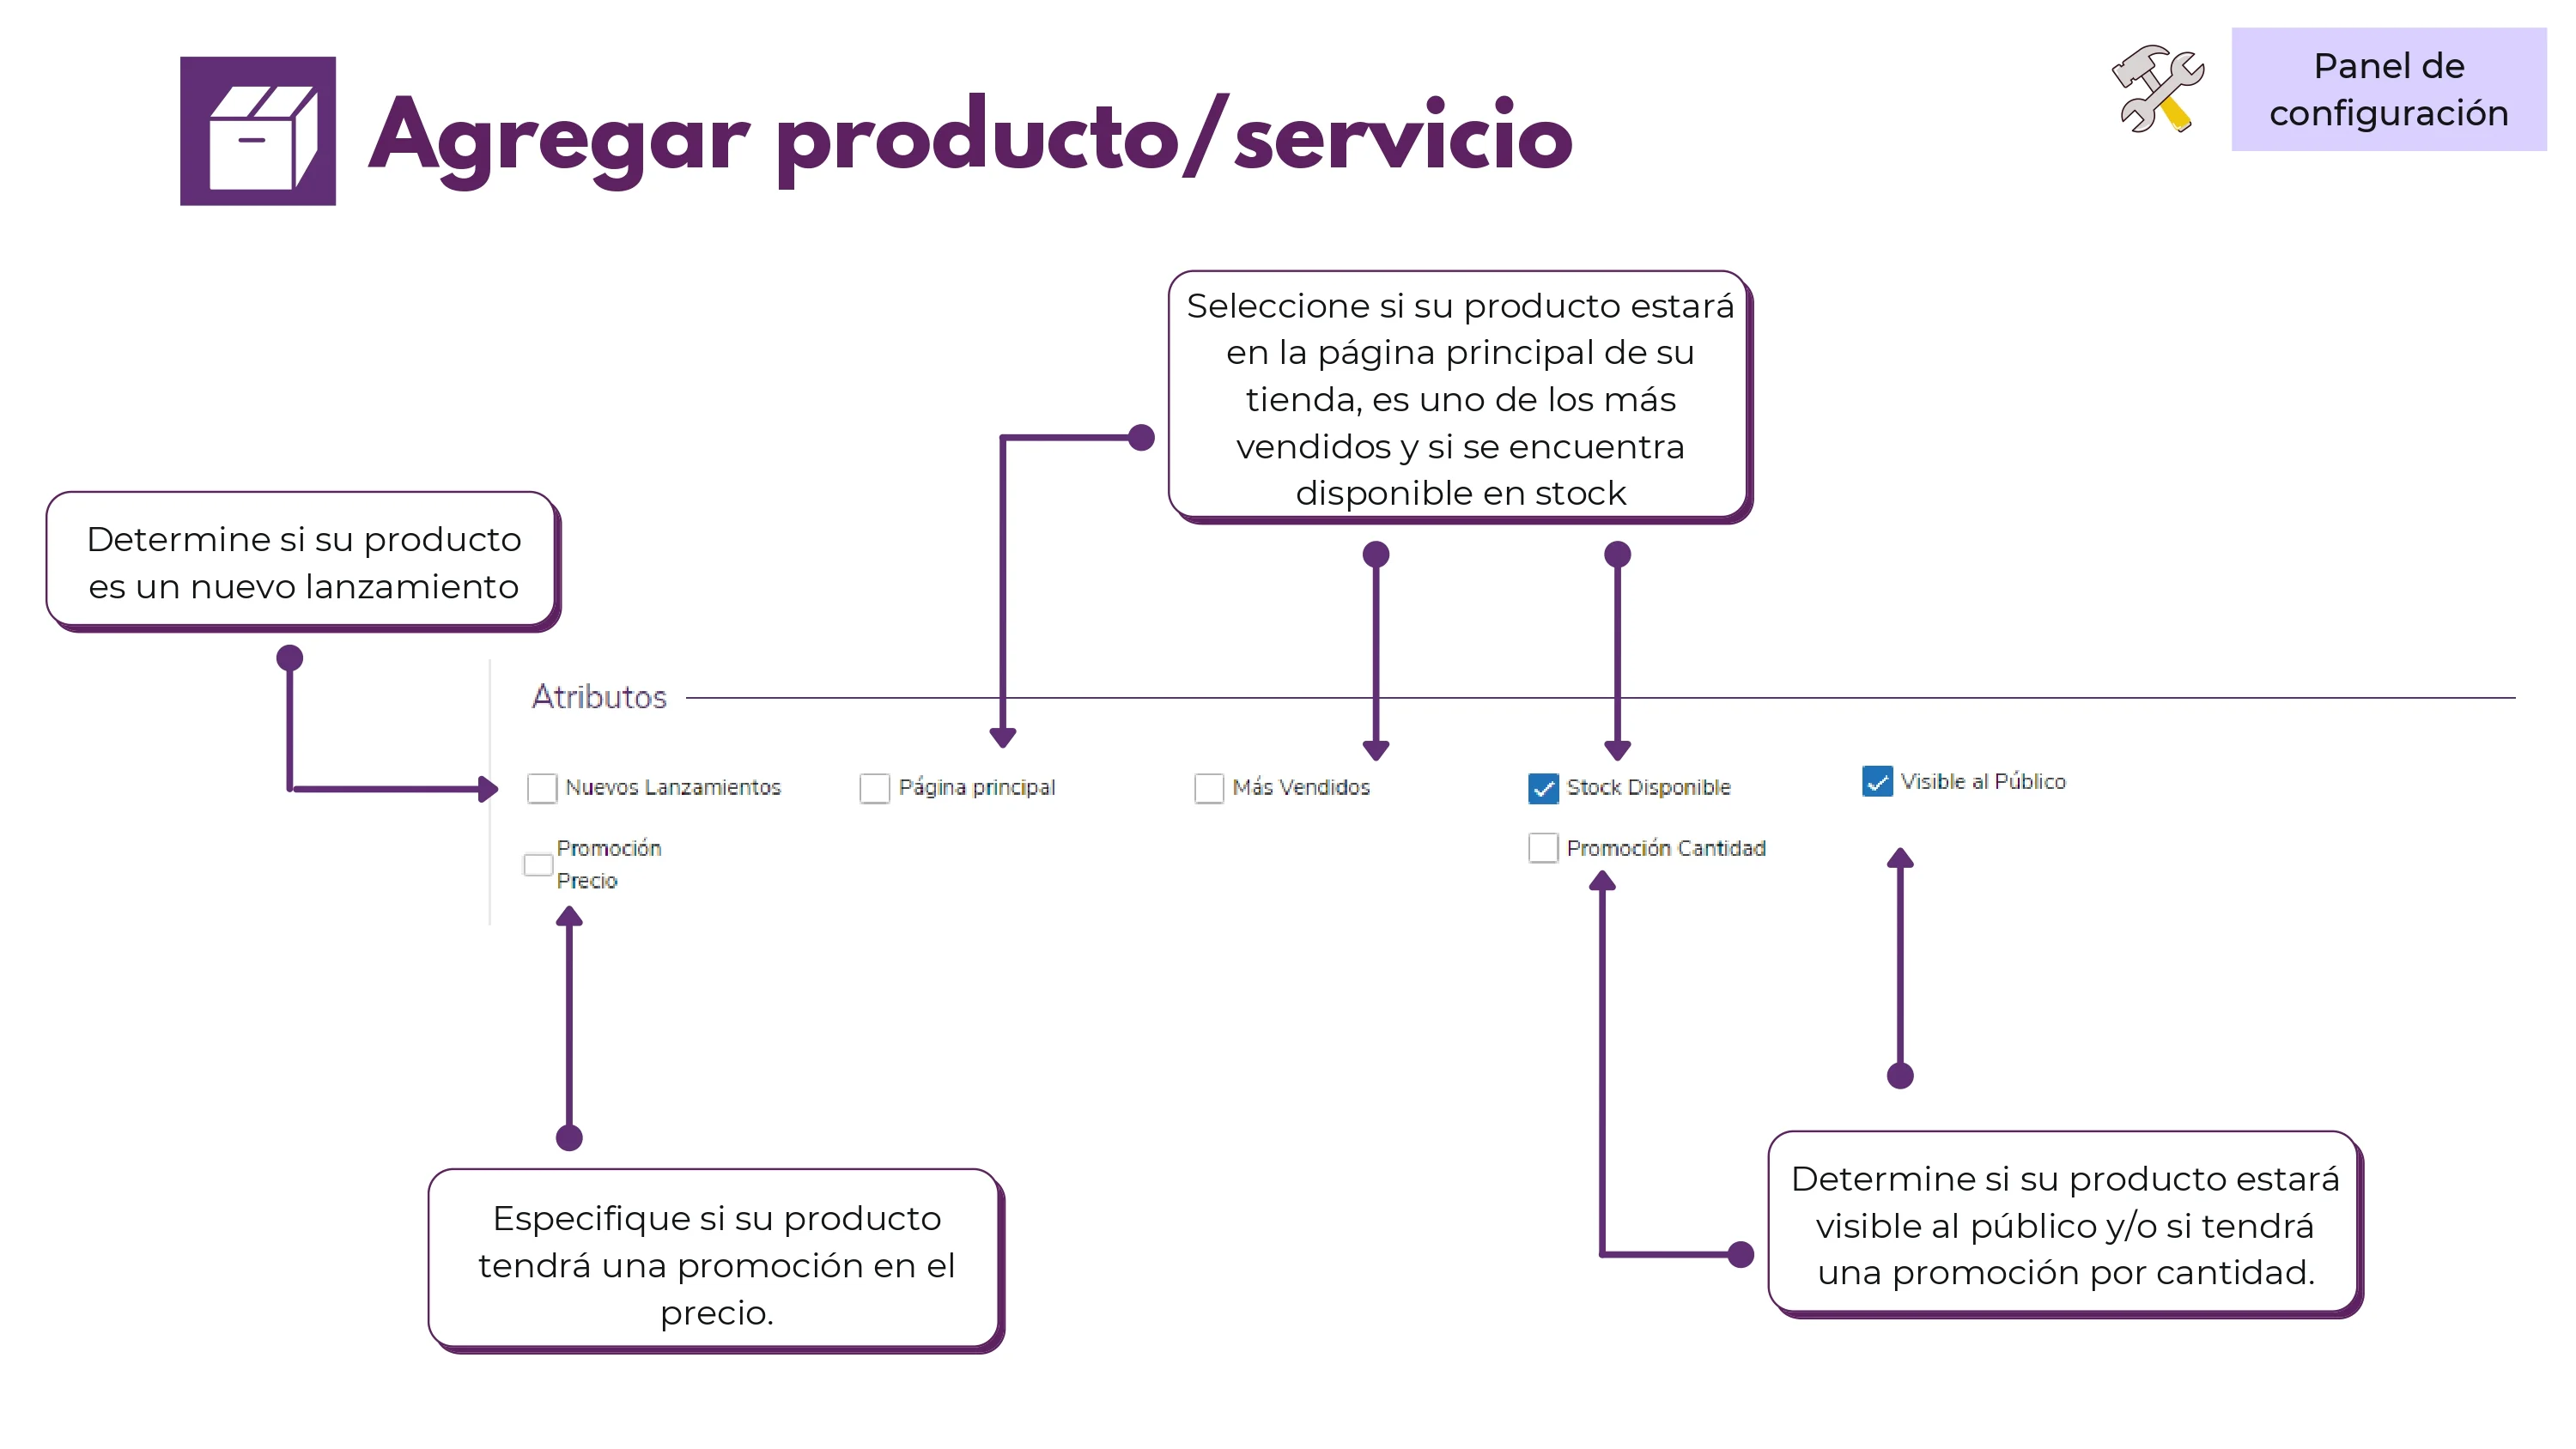 Agregar producto/servicio
Panel de
configuración
Seleccione si su producto estará
en la página principal de su
tienda, es uno de los más
vendidos y si se encuentra
disponible en stock
Determine si su producto
es un nuevo lanzamiento
Atributos
Nuevos Lanzamientos
Página principal
Más Vendidos
Stock Disponible
Visible al Público
Promoción
Precio
Promoción Cantidad
Especifique si su producto
tendrá una promoción en el
precio.
Determine si su producto estará
visible al público y/o si tendrá
una promoción por cantidad.